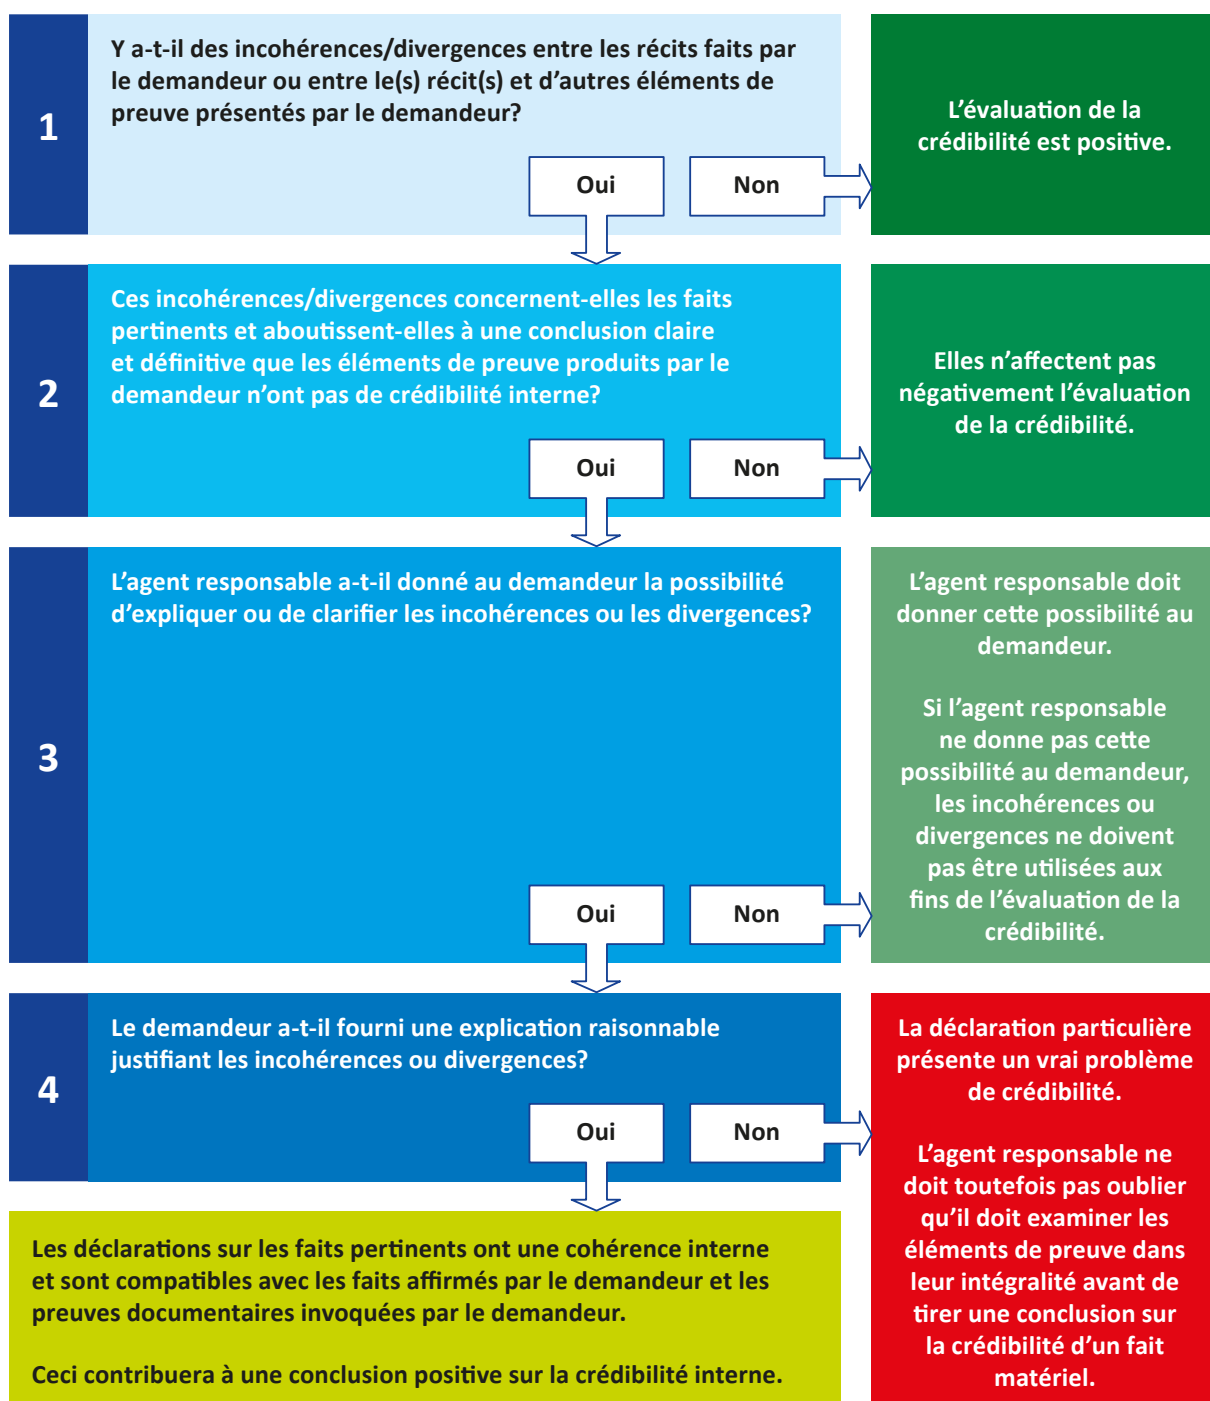 1
Y a-t-il des incohérences/divergences entre les récits faits par
le demandeur ou entre le(s) récit(s) et d’autres éléments de
preuve présentés par le demandeur?
Oui
Non
L’évaluation de la
crédibilité est positive.
2
Ces incohérences/divergences concernent-elles les faits
pertinents et aboutissent-elles à une conclusion claire
et définitive que les éléments de preuve produits par le
demandeur n’ont pas de crédibilité interne?
Oui
Non
Elles n’affectent pas
négativement l’évaluation
de la crédibilité.
3
L’agent responsable a-t-il donné au demandeur la possibilité
d’expliquer ou de clarifier les incohérences ou les divergences?
Oui
Non
L’agent responsable doit
donner cette possibilité au
demandeur.
Si l’agent responsable
ne donne pas cette
possibilité au demandeur,
les incohérences ou
divergences ne doivent
pas être utilisées aux
fins de l’évaluation de la
crédibilité.
4
Le demandeur a-t-il fourni une explication raisonnable
justifiant les incohérences ou divergences?
Oui
Non
La déclaration particulière
présente un vrai problème
de crédibilité.
L’agent responsable ne
doit toutefois pas oublier
qu’il doit examiner les
éléments de preuve dans
leur intégralité avant de
tirer une conclusion sur
la crédibilité d’un fait
matériel.
Les déclarations sur les faits pertinents ont une cohérence interne
et sont compatibles avec les faits affirmés par le demandeur et les
preuves documentaires invoquées par le demandeur.
Ceci contribuera à une conclusion positive sur la crédibilité interne.